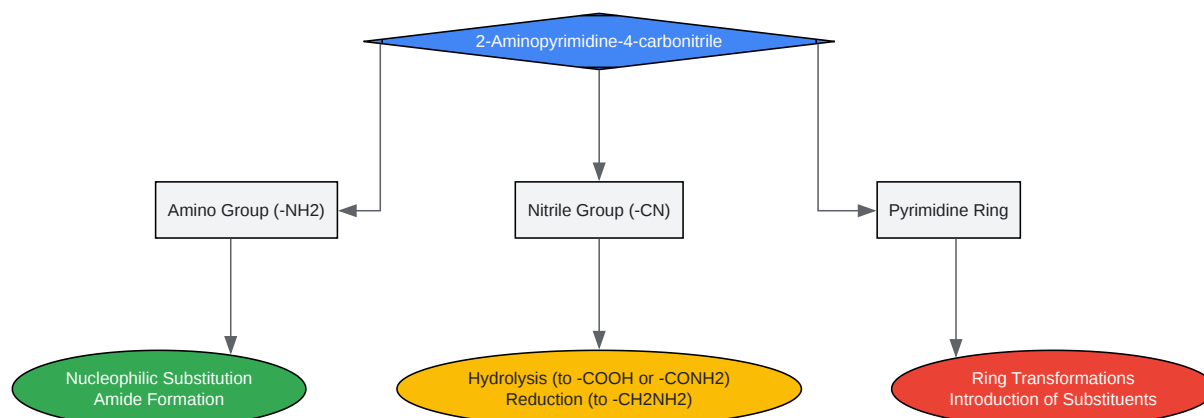 2-Aminopyrimidine-4-carbonitrile
Amino Group (-NH2)
Nitrile Group (-CN)
Pyrimidine Ring
Nucleophilic Substitution
Amide Formation
Hydrolysis (to -COOH or -CONH2)
Reduction (to -CH2NH2)
Ring Transformations
Introduction of Substituents